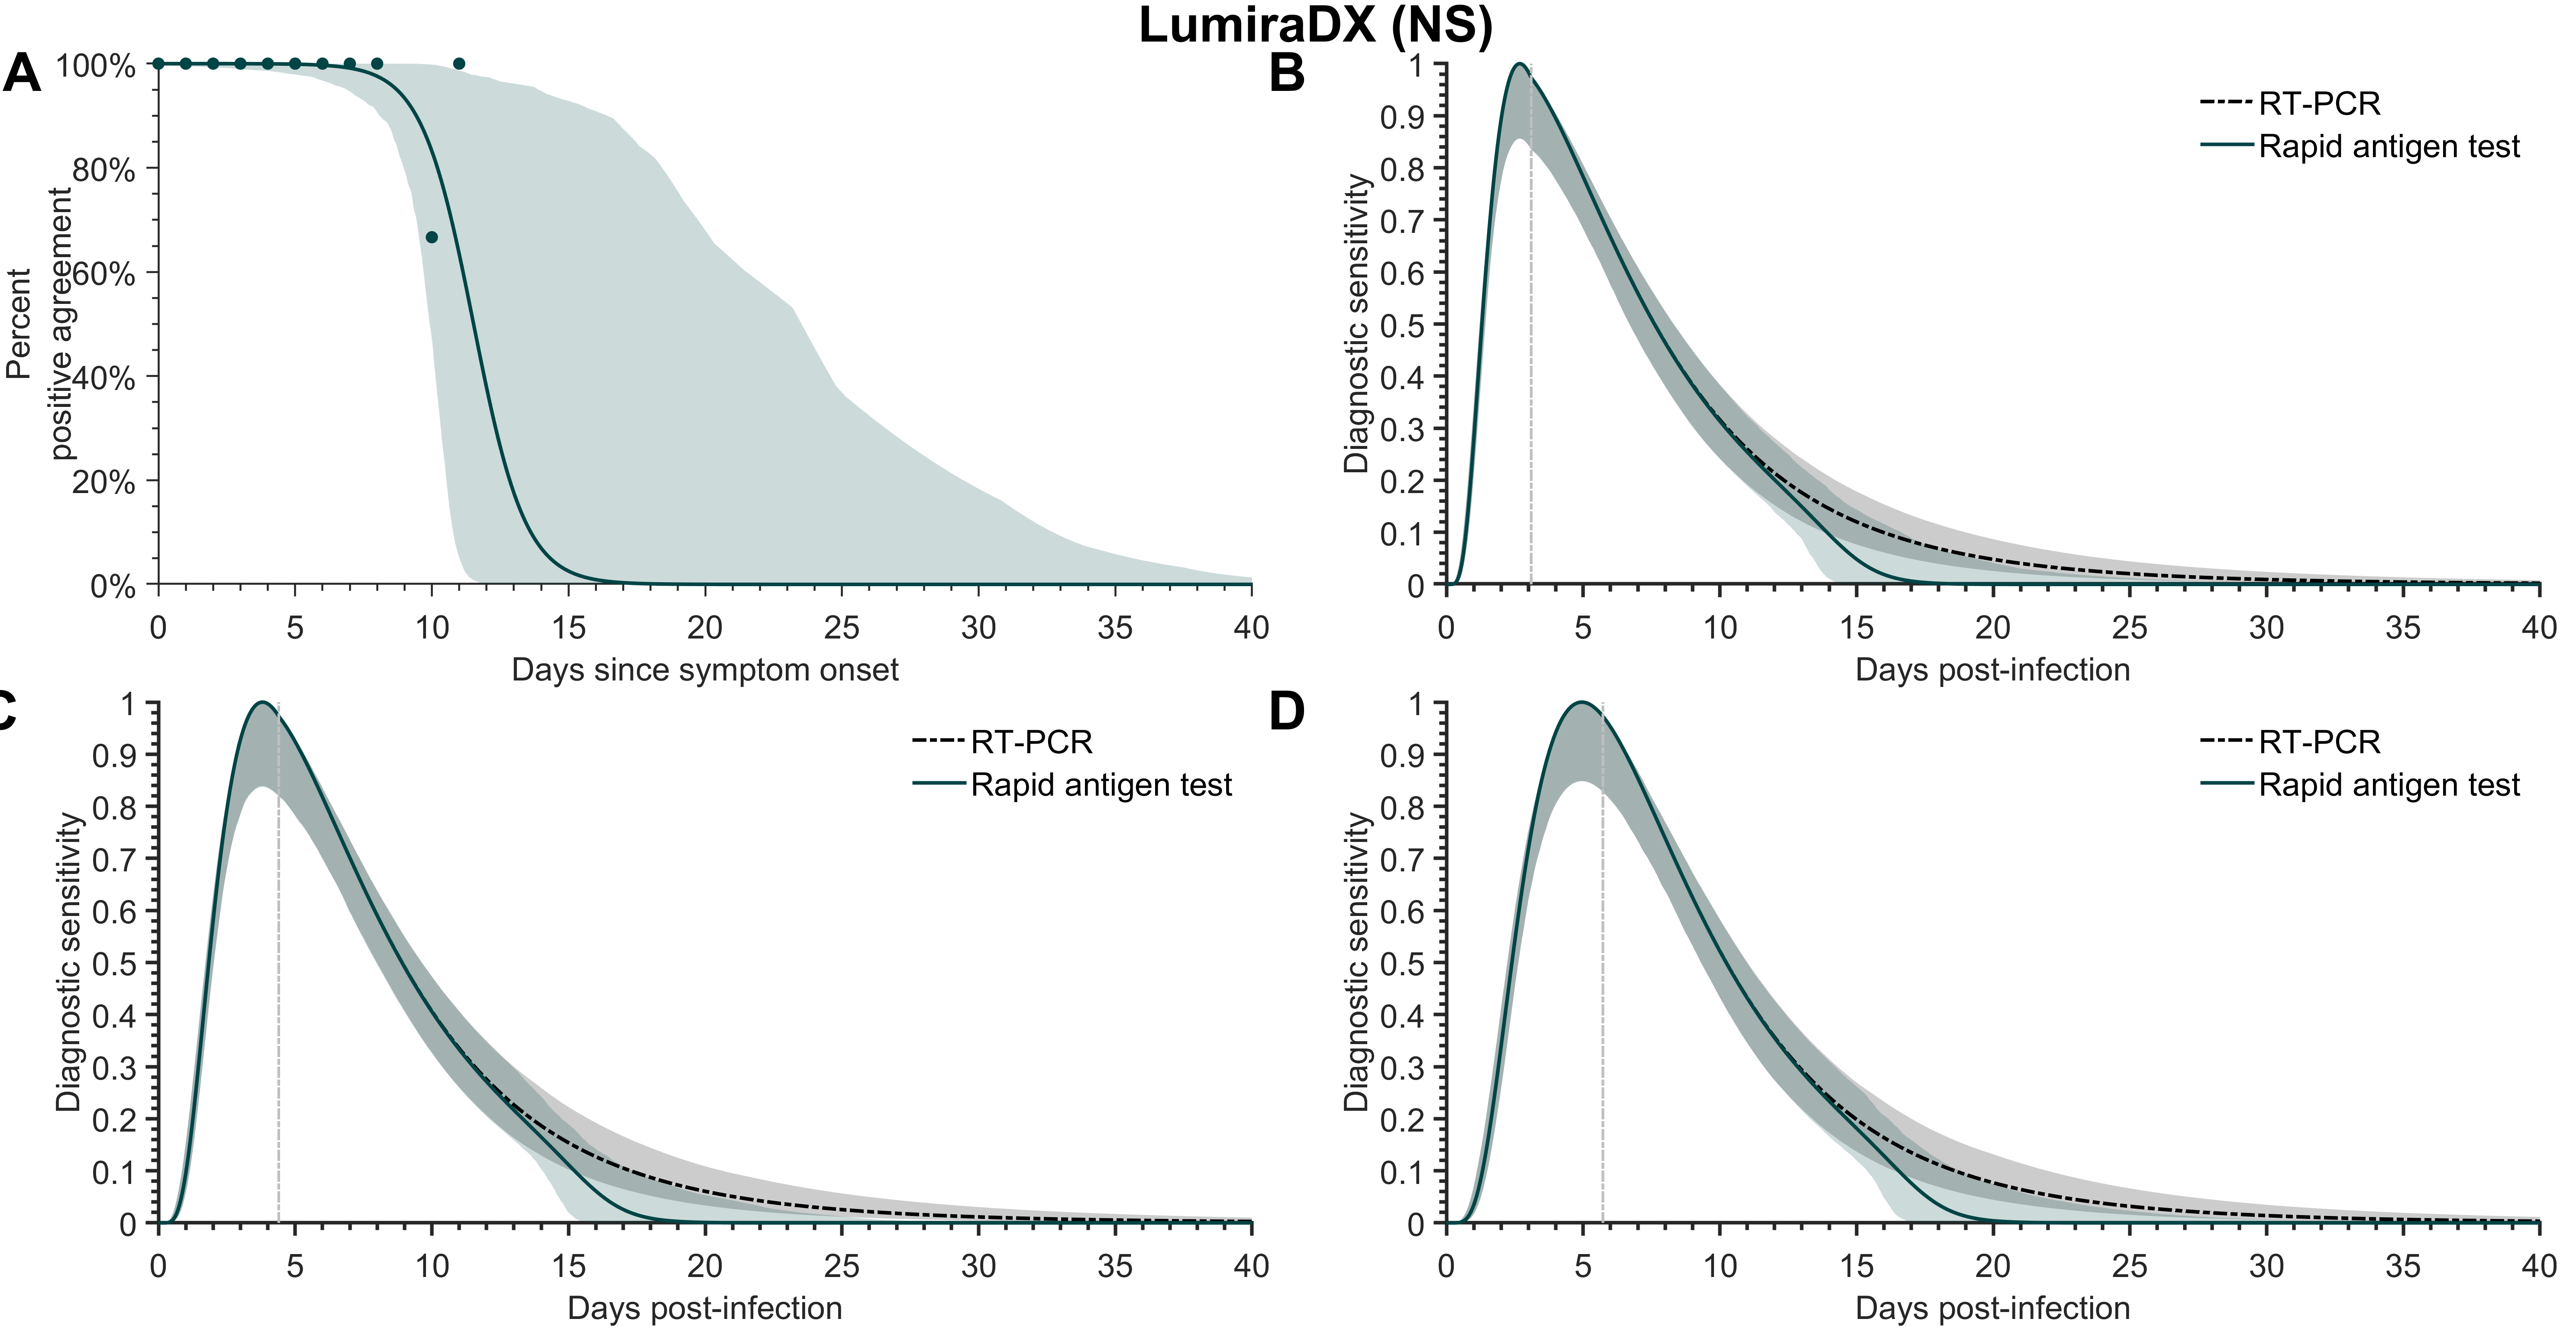 LumiraDX (NS)
A
100%
80%
60%
40%
20%
0%
Percent
positive agreement
0 5 10 15 20 25 30 35 40
Days since symptom onset
B
1
0.9
0.8
0.7
0.6
0.5
0.4
0.3
0.2
0.1
0
Diagnostic sensitivity
RT-PCR
Rapid antigen test
0 5 10 15 20 25 30 35 40
Days post-infection
C
1
0.9
0.8
0.7
0.6
0.5
0.4
0.3
0.2
0.1
0
Diagnostic sensitivity
RT-PCR
Rapid antigen test
0 5 10 15 20 25 30 35 40
Days post-infection
D
1
0.9
0.8
0.7
0.6
0.5
0.4
0.3
0.2
0.1
0
Diagnostic sensitivity
RT-PCR
Rapid antigen test
0 5 10 15 20 25 30 35 40
Days post-infection